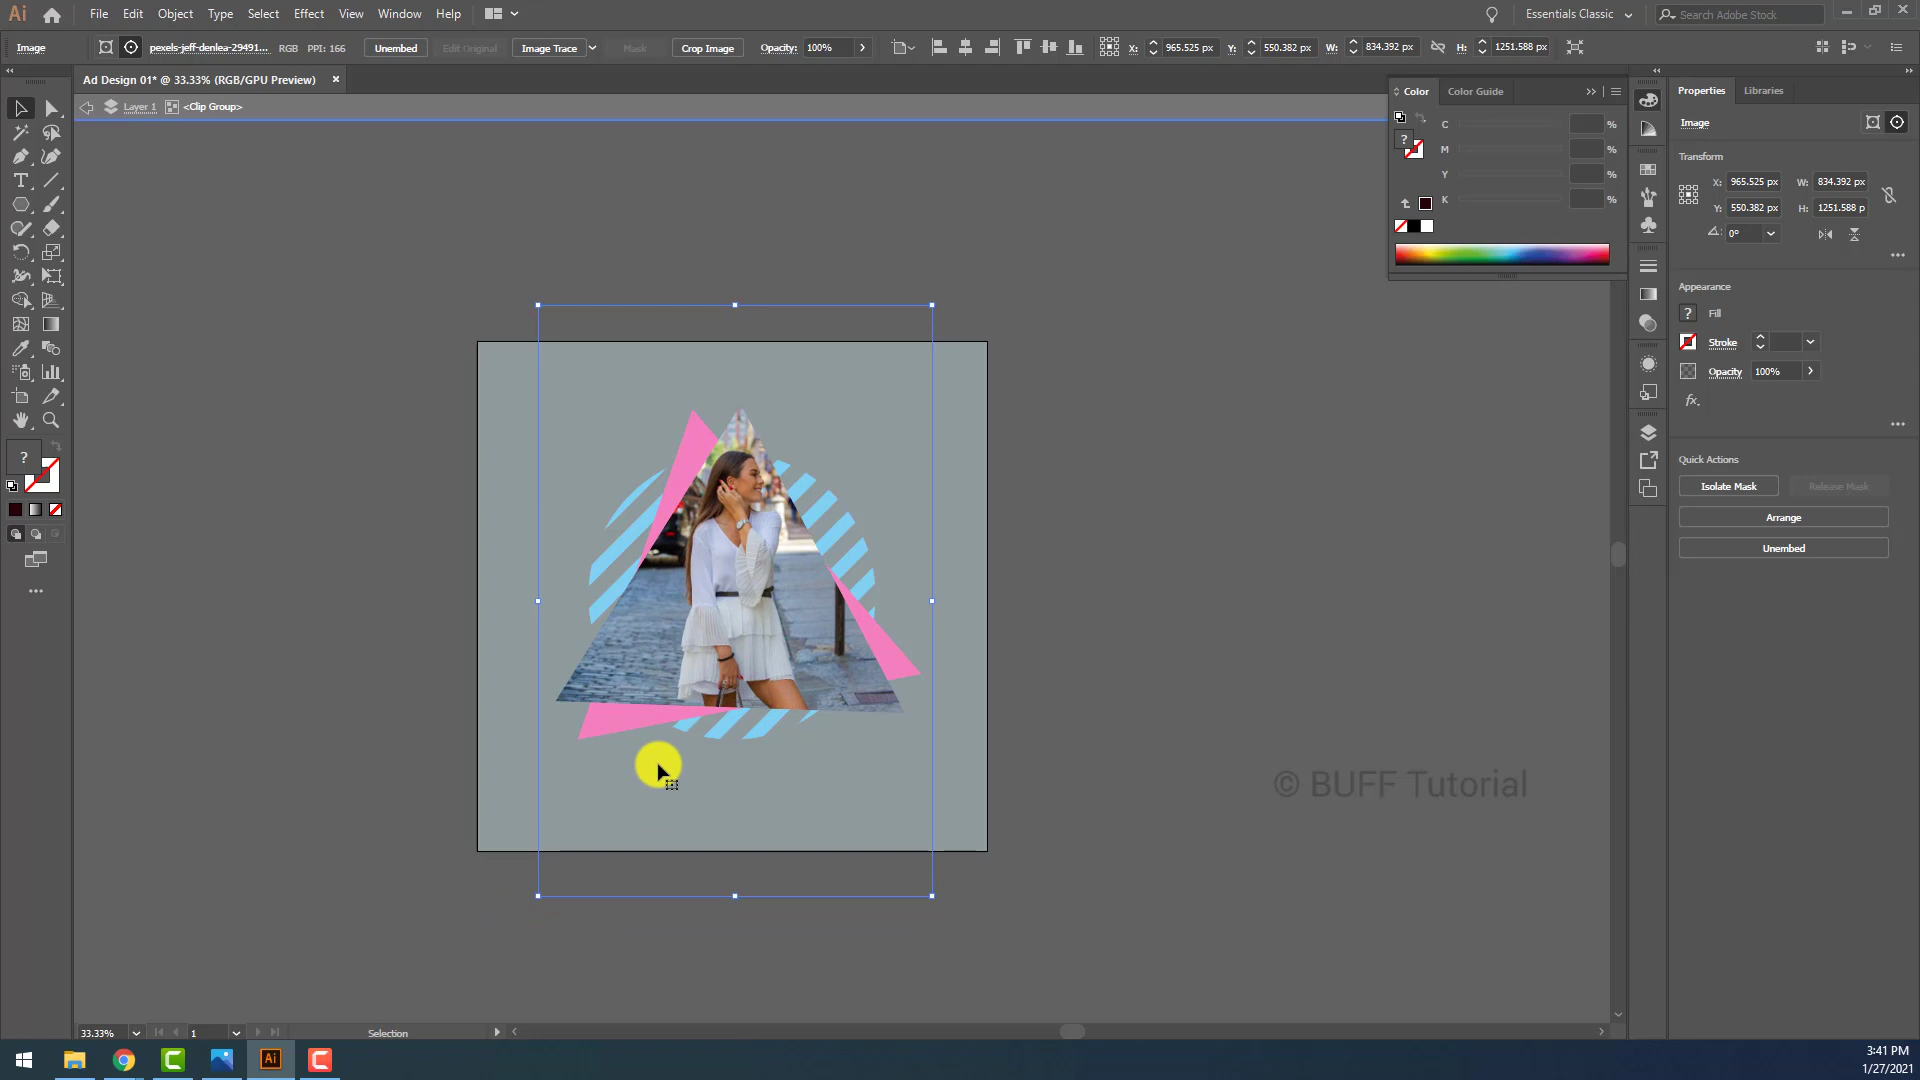 Ai File Edit Object Type Select Effect View Window Help Essentials Classic Search Adobe Stock
Image pexels-jeff-denlea-29491... RGB PPI: 166 Unembed Edit Original Image Trace Mask Crop Image Opacity: 100% X: 965.525 px Y: 550.382 px W: 834.392 px H: 1251.588 px
Ad Design 01* @ 33.33% (RGB/GPU Preview) ×
Layer 1 <Clip Group>
Color Color Guide
C %
M %
Y %
K %
?
Properties Libraries
Image
Transform
X: 965.525 px W: 834.392 px
Y: 550.382 px H: 1251.588 p
0°
Appearance
? Fill
Stroke
Opacity 100%
fx.
Quick Actions
Isolate Mask Release Mask
Arrange
Unembed
?
© BUFF Tutorial
33.33% 1 Selection
Ai
3:41 PM
1/27/2021